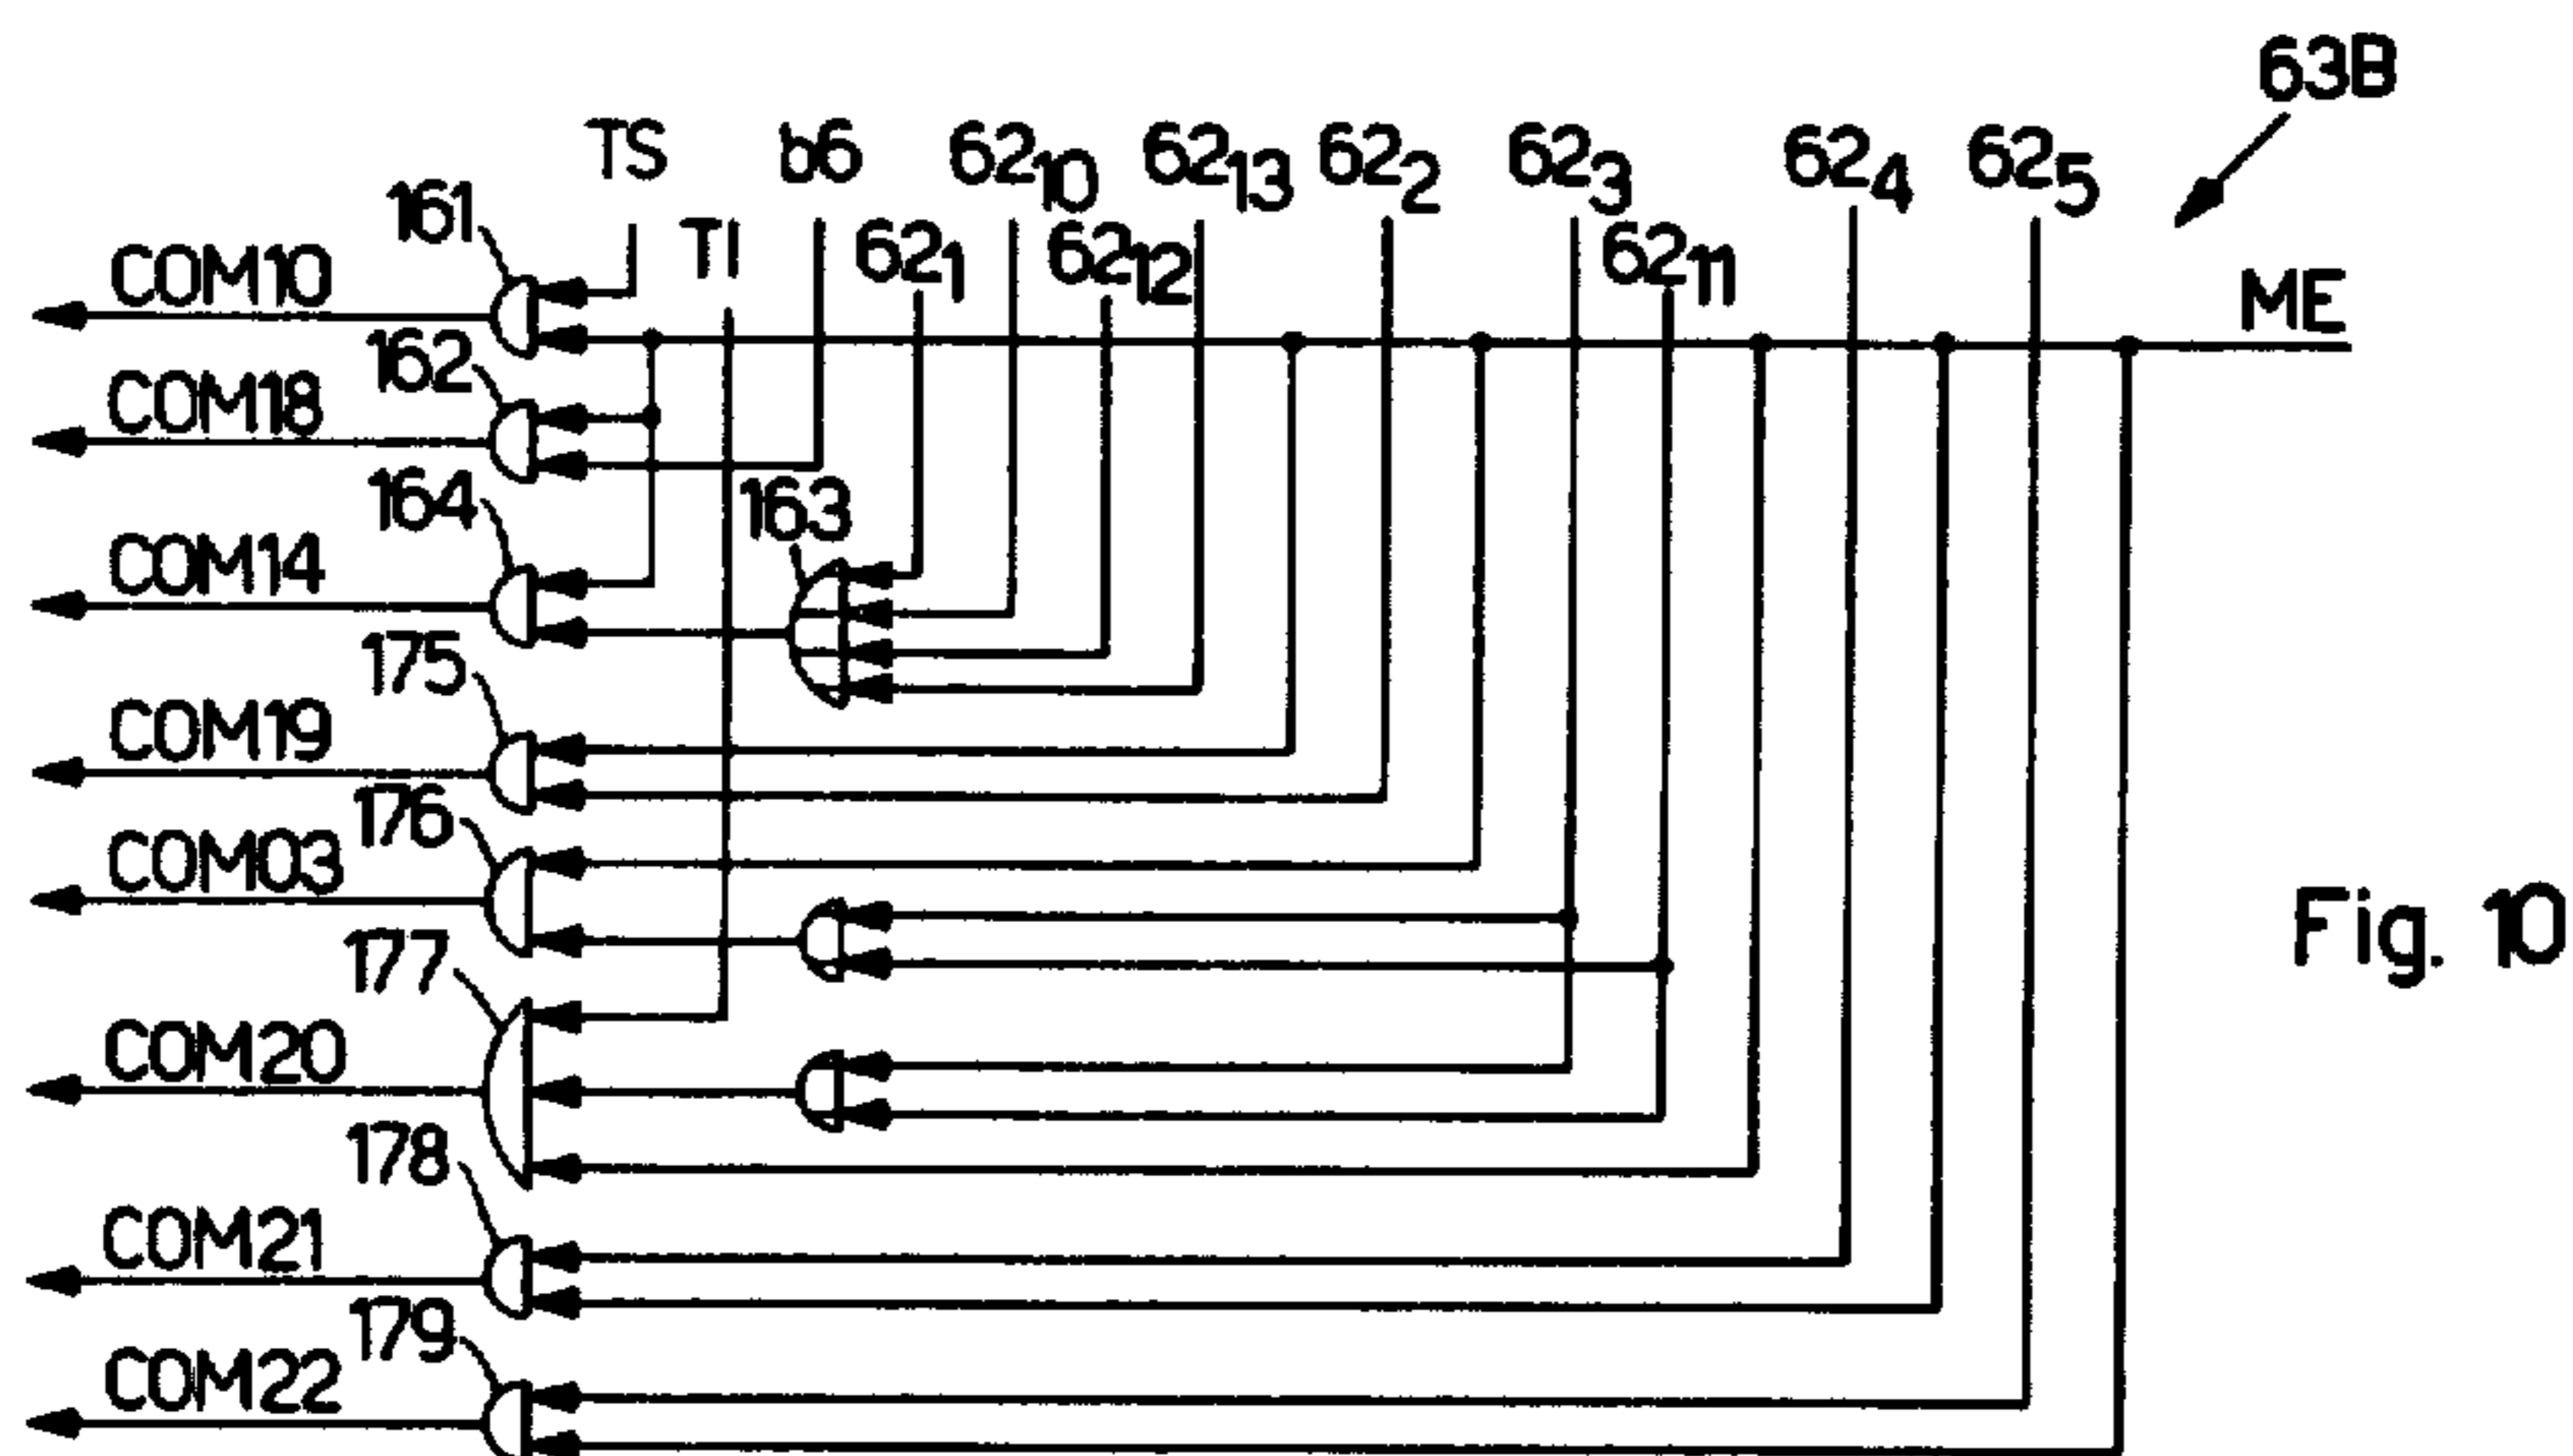 63B
TS
b6
62₁₀
62₁₃
62₂
62₃
62₄
62₅
161
TI
62₁
62₁₂
62₁₁
COM10
ME
162
COM18
164
163
COM14
175
COM19
176
COM03
177
Fig. 10
COM20
178
COM21
179
COM22